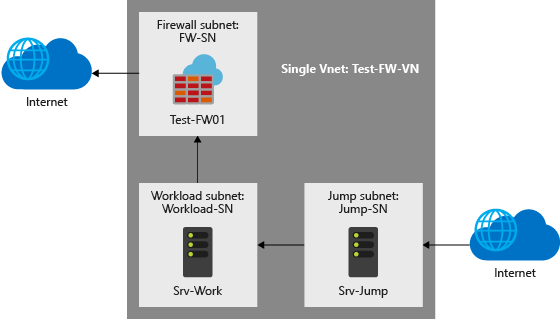 Firewall subnet:
FW-SN
Single Vnet: Test-FW-VN
Internet
Test-FW01
Workload subnet:
Workload-SN
Jump subnet:
Jump-SN
Srv-Work
Srv-Jump
Internet